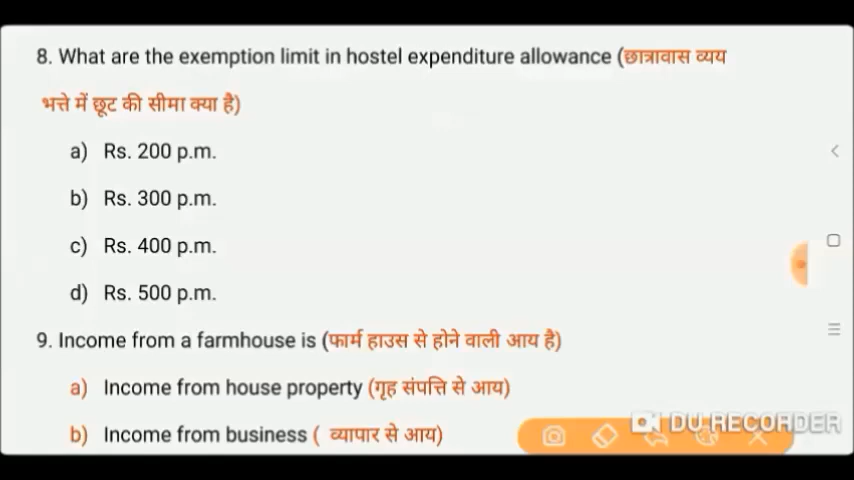 8. What are the exemption limit in hostel expenditure allowance (छात्रावास व्यय
भत्ते में छूट की सीमा क्या है)
a) Rs. 200 p.m.
b) Rs. 300 p.m.
c) Rs. 400 p.m.
d) Rs. 500 p.m.
9. Income from a farmhouse is (फार्म हाउस से होने वाली आय है)
a) Income from house property (गृह संपत्ति से आय)
b) Income from business ( व्यापार से आय)
DU RECORDER